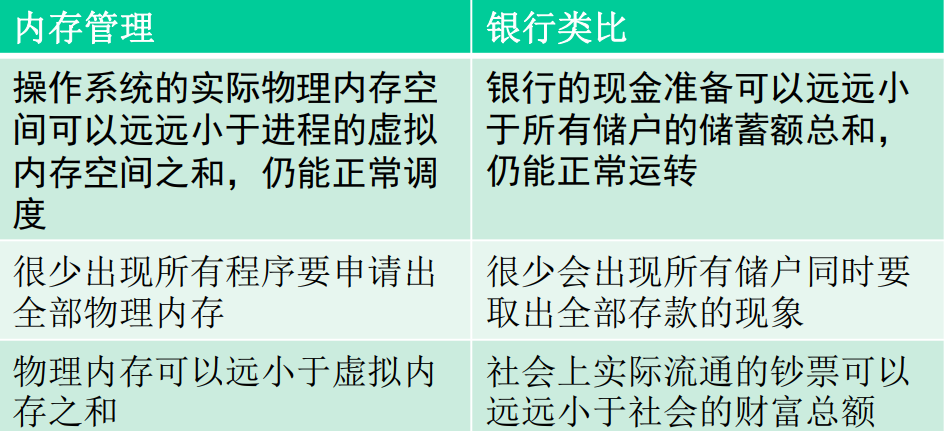 内存管理
银行类比
操作系统的实际物理内存空
间可以远远小于进程的虚拟
内存空间之和，仍能正常调
度
银行的现金准备可以远远小
于所有储户的储蓄额总和，
仍能正常运转
很少出现所有程序要申请出
全部物理内存
很少会出现所有储户同时要
取出全部存款的现象
物理内存可以远小于虚拟内
存之和
社会上实际流通的钞票可以
远远小于社会的财富总额